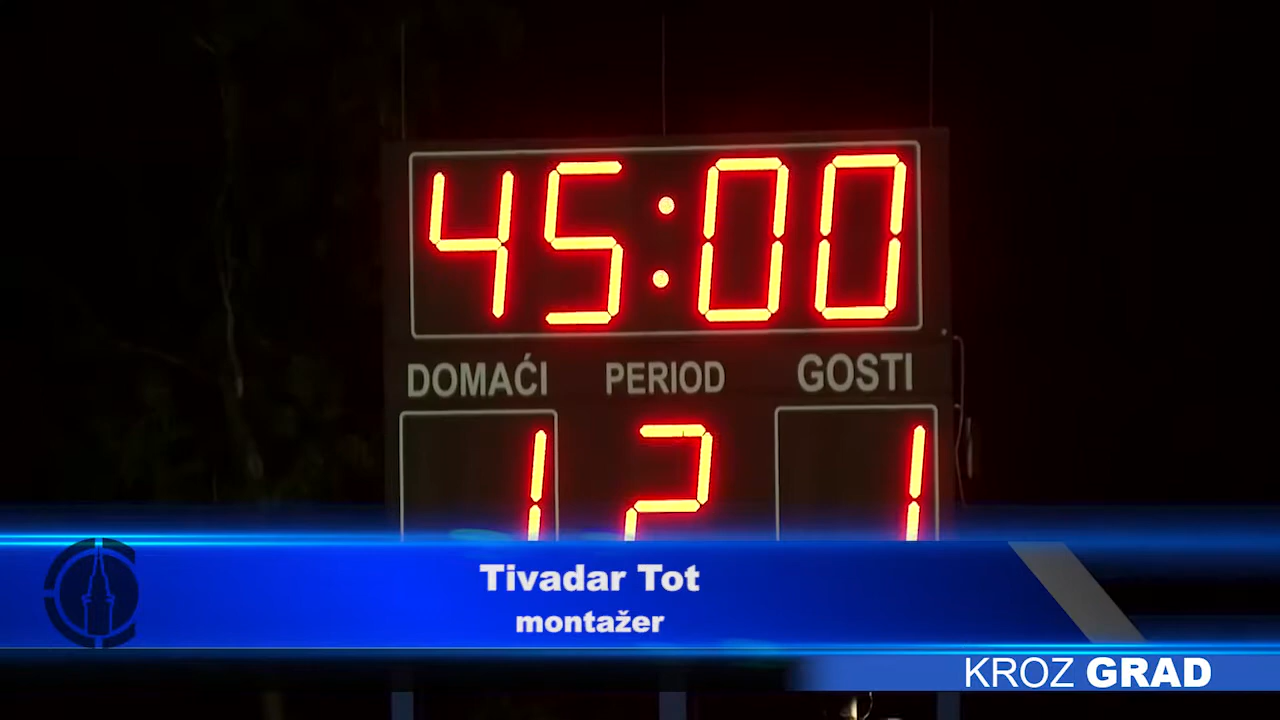 45:00
DOMAĆI PERIOD GOSTI
1 2 1
Tivadar Tot
montažer
KROZ GRAD